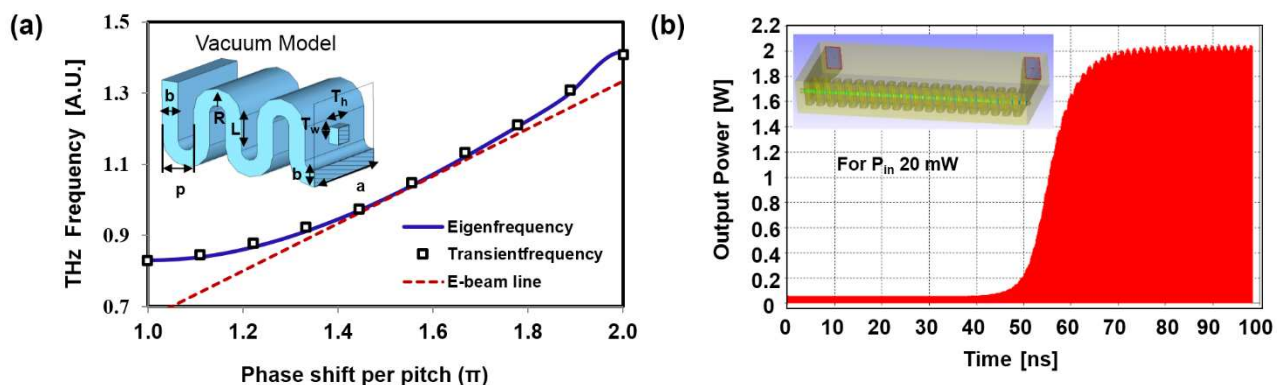 (a)
1.5
1.3
1.1
0.9
0.7
THz Frequency [A.U.]
Vacuum Model
b
R
L
Tw
Th
b
a
p
Eigenfrequency
Transientfrequency
E-beam line
1.0
1.2
1.4
1.6
1.8
2.0
Phase shift per pitch (π)
(b)
2.2
2
1.8
1.6
1.4
1.2
1
0.8
0.6
0.4
0.2
0
Output Power [W]
For Pin 20 mW
0
10
20
30
40
50
60
70
80
90
100
Time [ns]